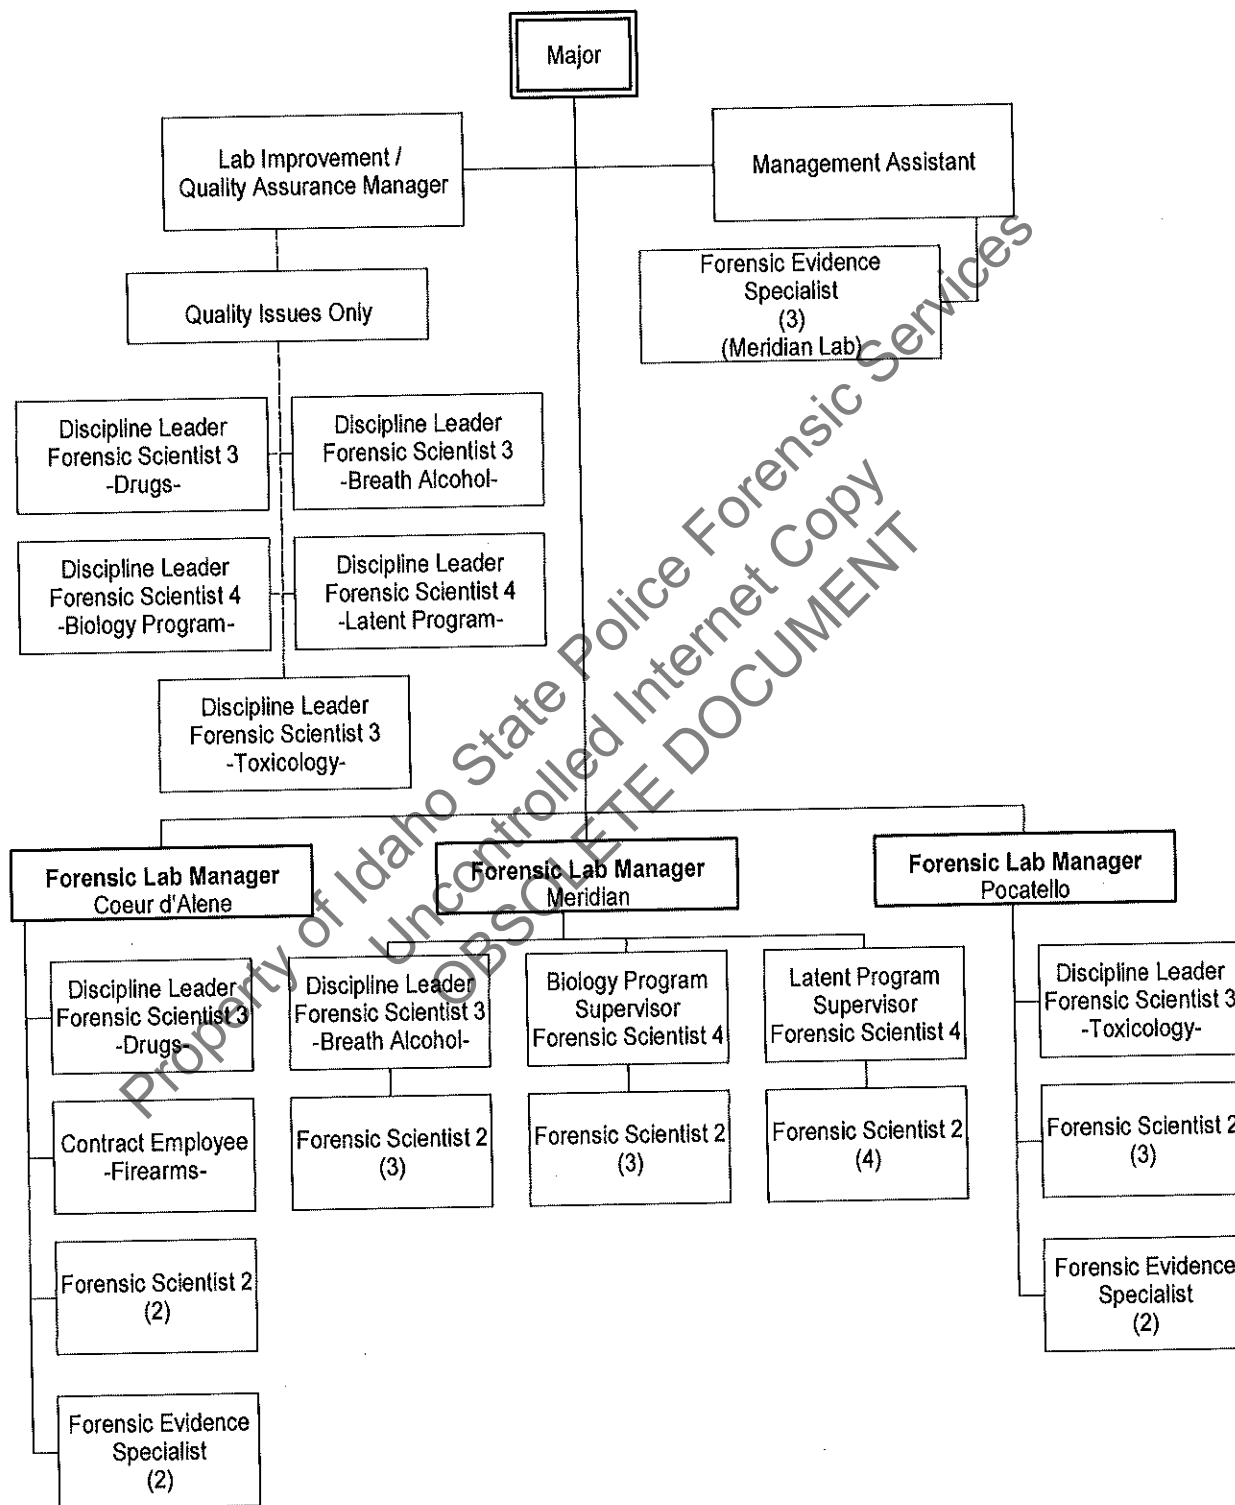 Major
Lab Improvement /
Quality Assurance Manager
Management Assistant
Forensic Evidence
Specialist
(3)
(Meridian Lab)
Quality Issues Only
Discipline Leader
Forensic Scientist 3
-Drugs-
Discipline Leader
Forensic Scientist 3
-Breath Alcohol-
Discipline Leader
Forensic Scientist 4
-Biology Program-
Discipline Leader
Forensic Scientist 4
-Latent Program-
Discipline Leader
Forensic Scientist 3
-Toxicology-
Property of Idaho State Police Forensic Services
Uncontrolled Internet Copy
OBSOLETE DOCUMENT
Forensic Lab Manager
Coeur d'Alene
Forensic Lab Manager
Meridian
Forensic Lab Manager
Pocatello
Discipline Leader
Forensic Scientist 3
-Drugs-
Contract Employee
-Firearms-
Forensic Scientist 2
(2)
Forensic Evidence
Specialist
(2)
Discipline Leader
Forensic Scientist 3
-Breath Alcohol-
Forensic Scientist 2
(3)
Biology Program
Supervisor
Forensic Scientist 4
Forensic Scientist 2
(3)
Latent Program
Supervisor
Forensic Scientist 4
Forensic Scientist 2
(4)
Discipline Leader
Forensic Scientist 3
-Toxicology-
Forensic Scientist 2
(3)
Forensic Evidence
Specialist
(2)